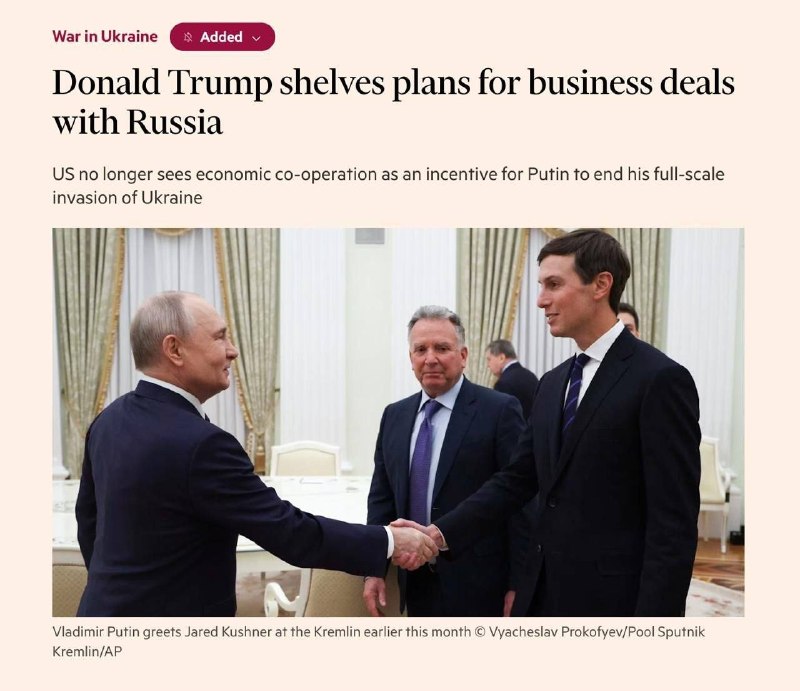 War in Ukraine
Added
Donald Trump shelves plans for business deals
with Russia
US no longer sees economic co-operation as an incentive for Putin to end his full-scale
invasion of Ukraine
Vladimir Putin greets Jared Kushner at the Kremlin earlier this month © Vyacheslav Prokofyev/Pool Sputnik
Kremlin/AP